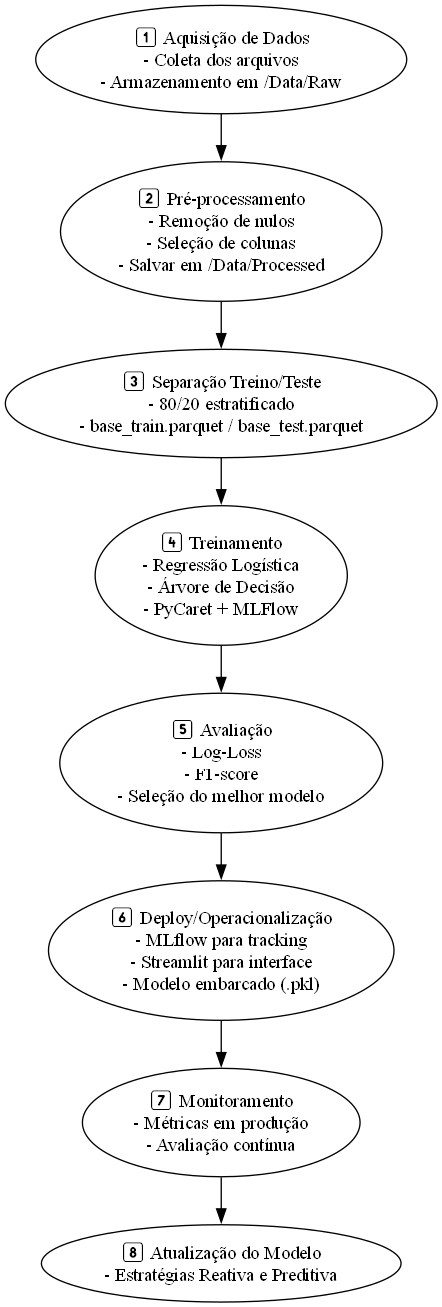 1 Aquisição de Dados
- Coleta dos arquivos
- Armazenamento em /Data/Raw
2 Pré-processamento
- Remoção de nulos
- Seleção de colunas
- Salvar em /Data/Processed
3 Separação Treino/Teste
- 80/20 estratificado
- base_train.parquet / base_test.parquet
4 Treinamento
- Regressão Logística
- Árvore de Decisão
- PyCaret + MLFlow
5 Avaliação
- Log-Loss
- F1-score
- Seleção do melhor modelo
6 Deploy/Operacionalização
- MLflow para tracking
- Streamlit para interface
- Modelo embarcado (.pkl)
7 Monitoramento
- Métricas em produção
- Avaliação contínua
8 Atualização do Modelo
- Estratégias Reativa e Preditiva